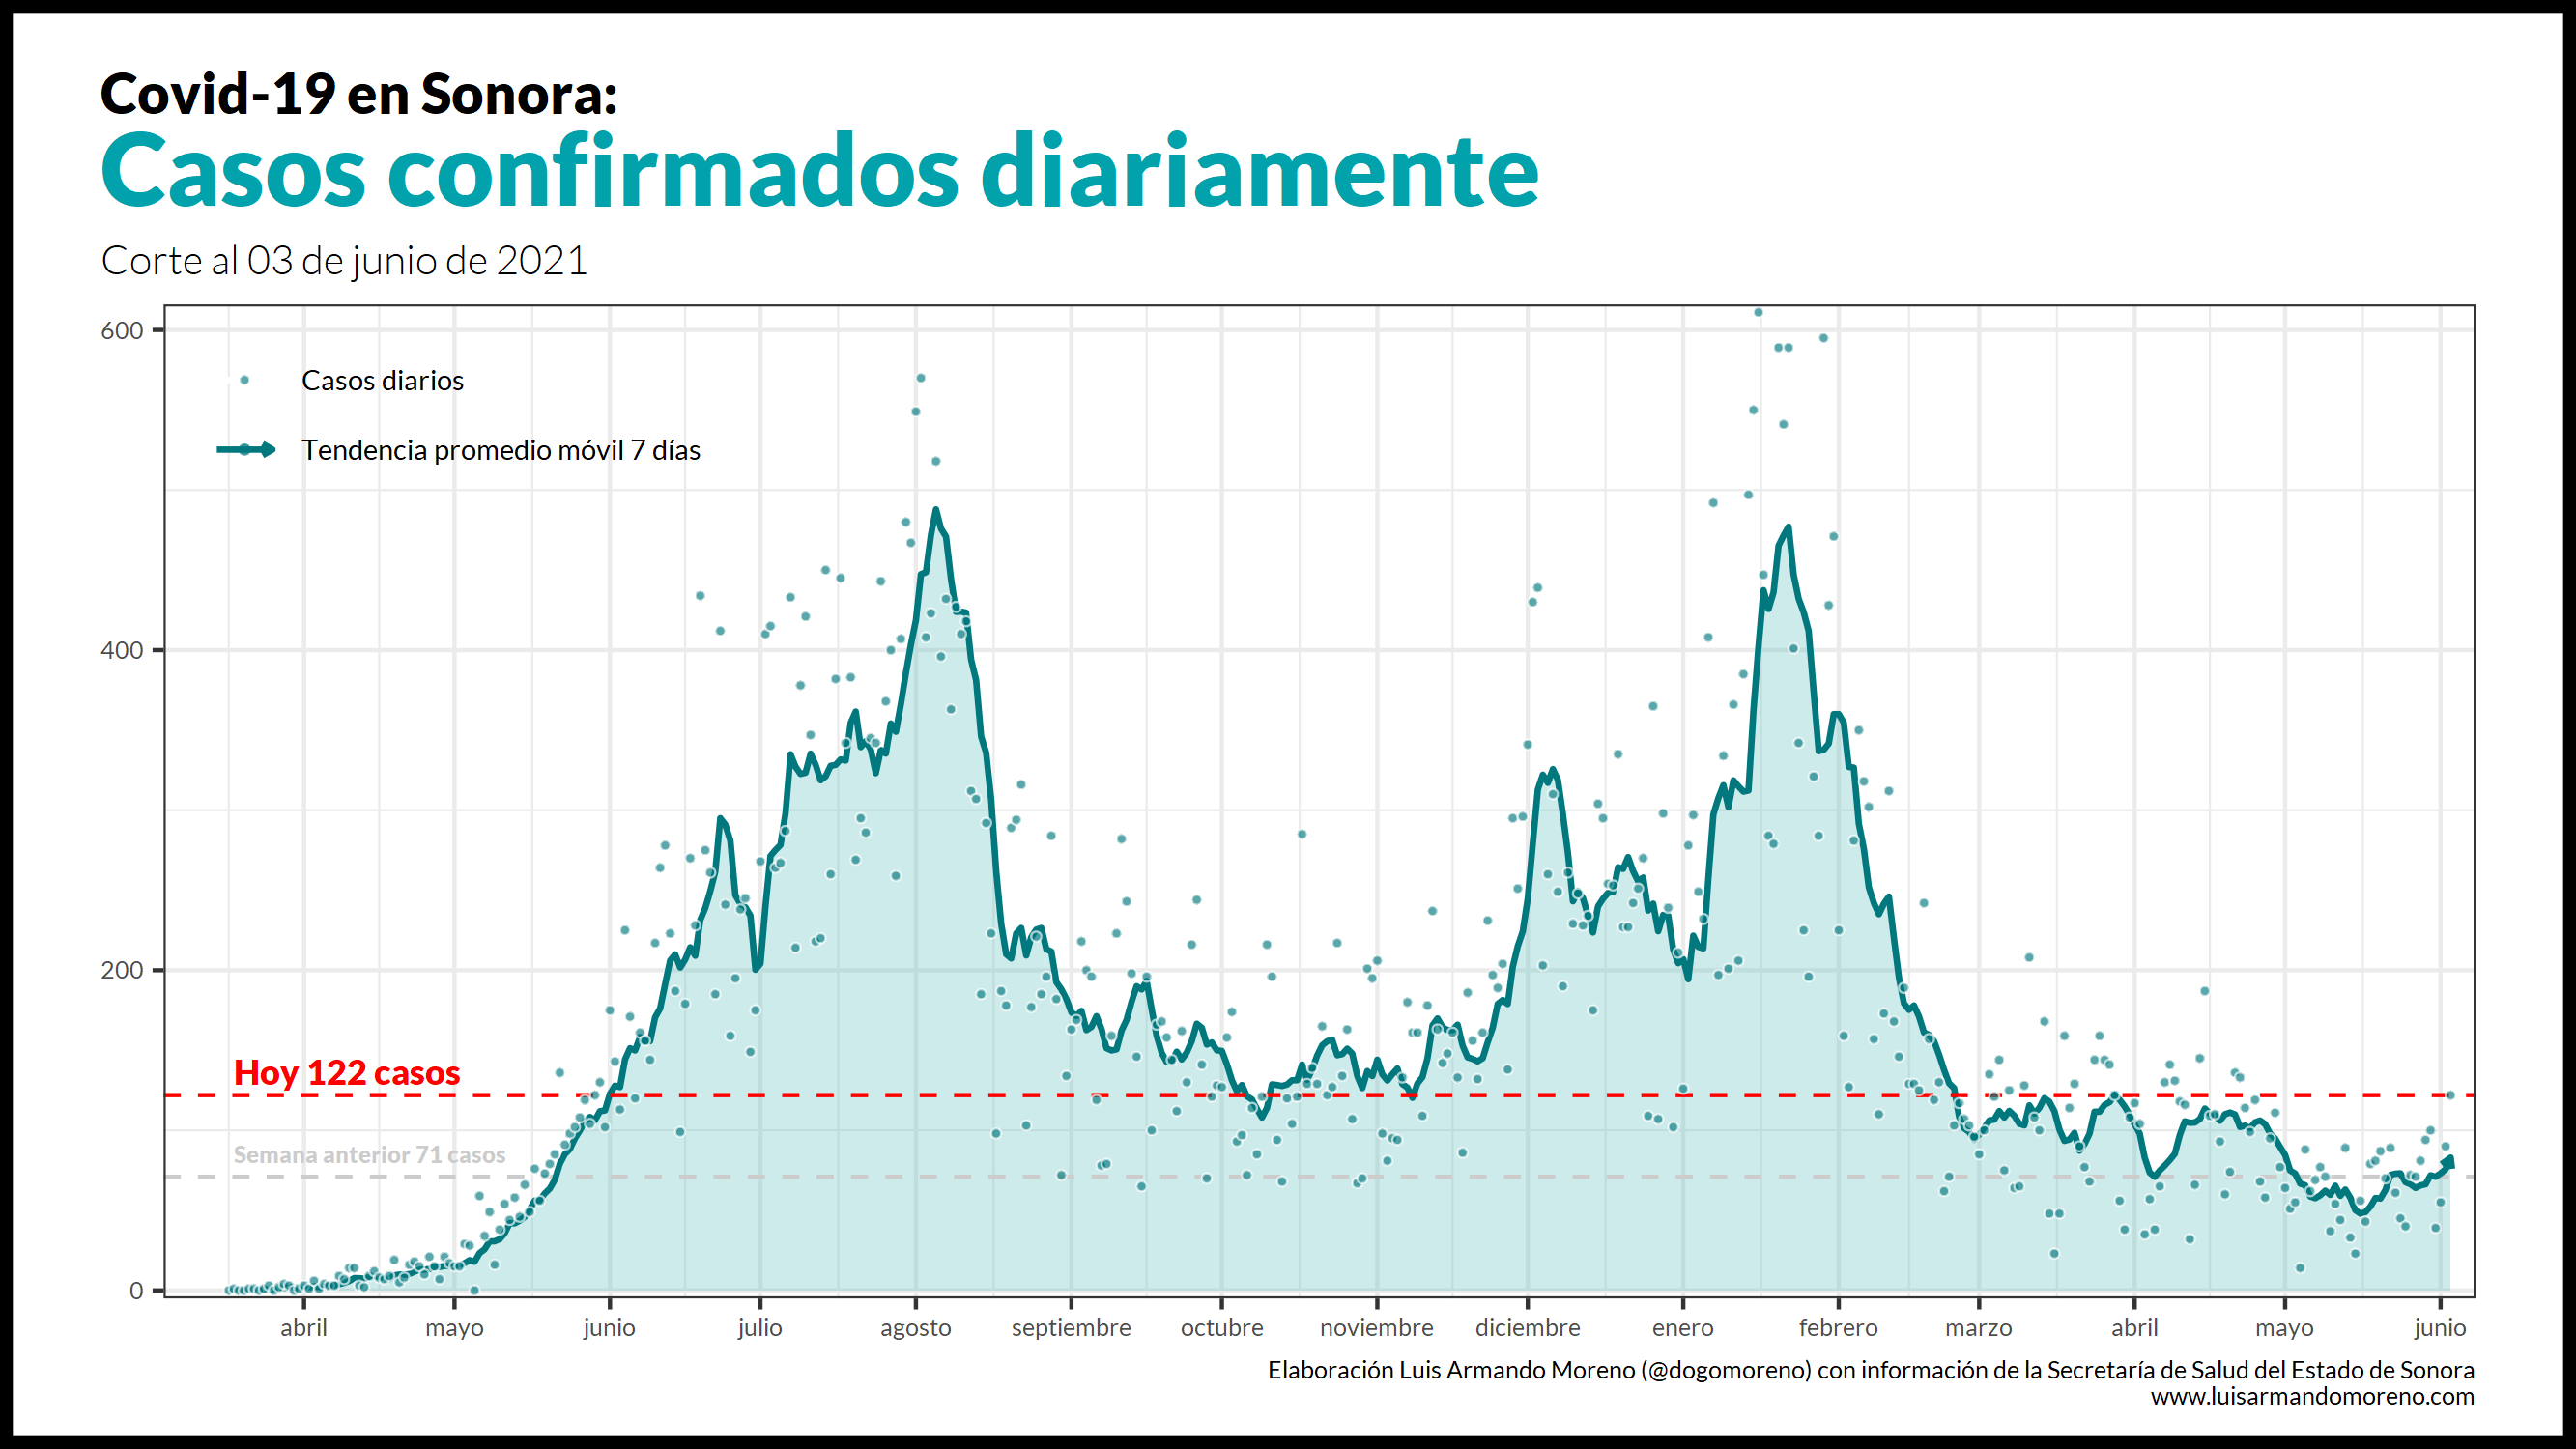 Covid-19 en Sonora:
Casos confirmados diariamente
Corte al 03 de junio de 2021
600
Casos diarios
Tendencia promedio móvil 7 días
400
200
Hoy 122 casos
Semana anterior 71 casos
0
abril mayo junio julio agosto septiembre octubre noviembre diciembre enero febrero marzo abril mayo junio
Elaboración Luis Armando Moreno (@dogomoreno) con información de la Secretaría de Salud del Estado de Sonora
www.luisarmandomoreno.com